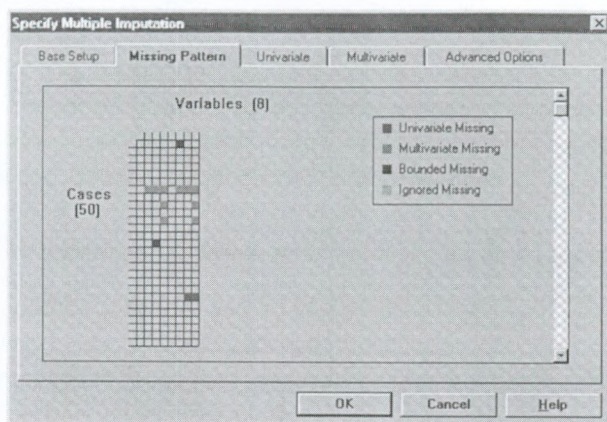 Specify Multiple Imputation
Base Setup
Missing Pattern
Univariate
Multivariate
Advanced Options
Variables (8)
Univariate Missing
Multivariate Missing
Bounded Missing
Ignored Missing
Cases
(50)
OK
Cancel
Help